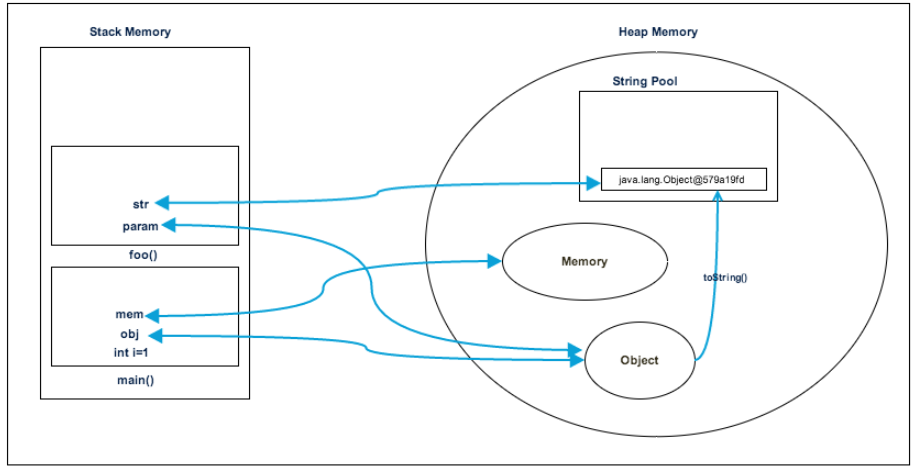 Stack Memory
Heap Memory
String Pool
java.lang.Object@579a19fd
str
param
foo()
Memory
toString()
mem
obj
int i=1
main()
Object